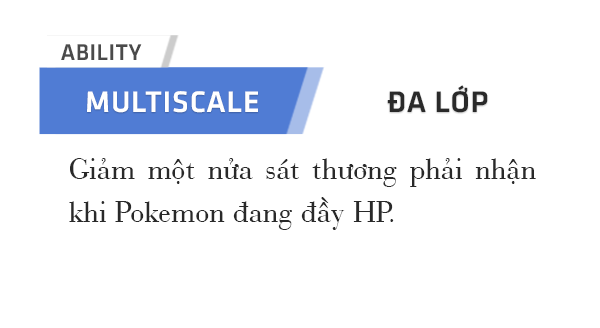 ABILITY
MULTISCALE
ĐA LỚP
Giảm một nửa sát thương phải nhận
khi Pokemon đang đầy HP.